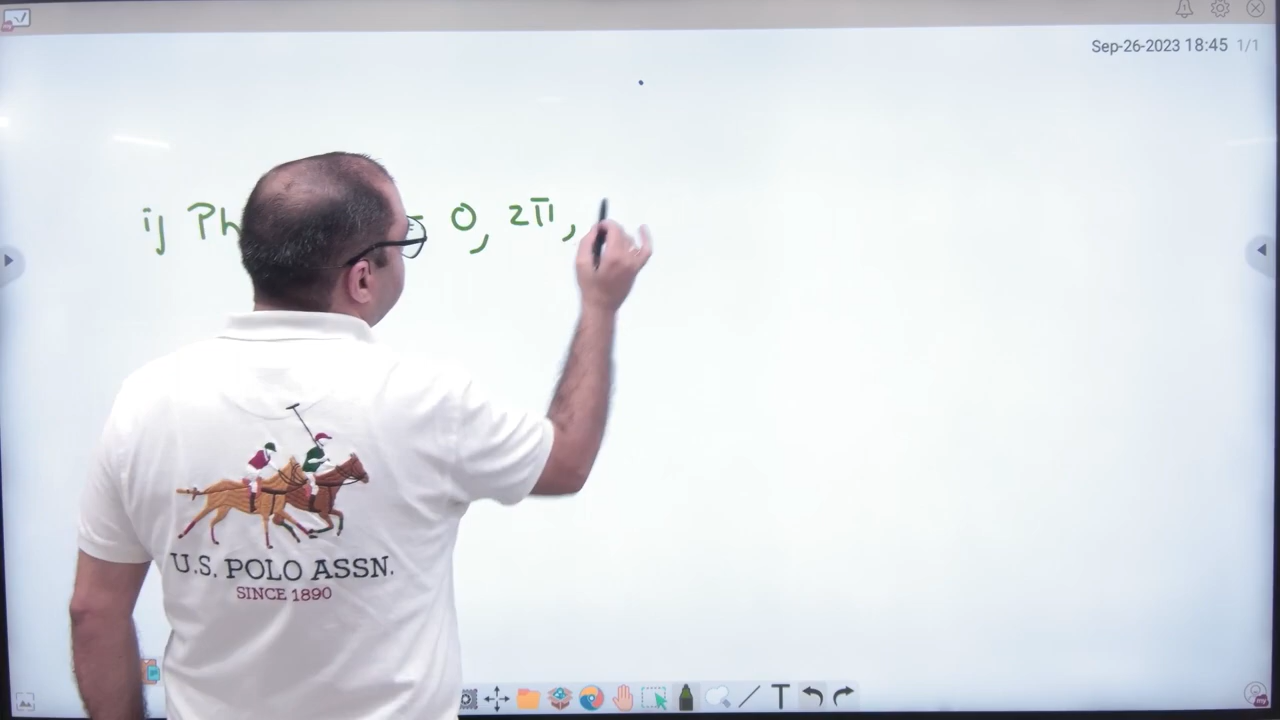 Sep-26-2023 18:45 1/1
i) Ph = 0, 2π,
U.S. POLO ASSN.
SINCE 1890